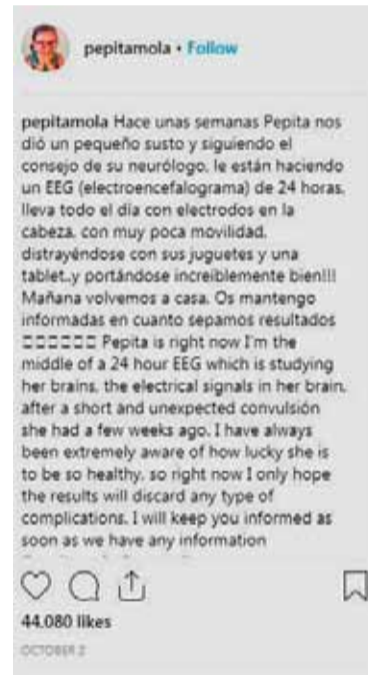 pepitamola • Follow
pepitamola Hace unas semanas Pepita nos
dió un pequeño susto y siguiendo el
consejo de su neurólogo, le están haciendo
un EEG (electroencefalograma) de 24 horas.
lleva todo el día con electrodos en la
cabeza, con muy poca movilidad,
distrayéndose con sus juguetes y una
tablet..y portándose increiblemente bien!!!
Mañana volvemos a casa. Os mantengo
informadas en cuanto sepamos resultados
□□□□□□ Pepita is right now I'm the
middle of a 24 hour EEG which is studying
her brains, the electrical signals in her brain,
after a short and unexpected convulsión
she had a few weeks ago. I have always
been extremely aware of how lucky she is
to be so healthy, so right now I only hope
the results will discard any type of
complications. I will keep you informed as
soon as we have any information
44.080 likes
OCTOBER 2